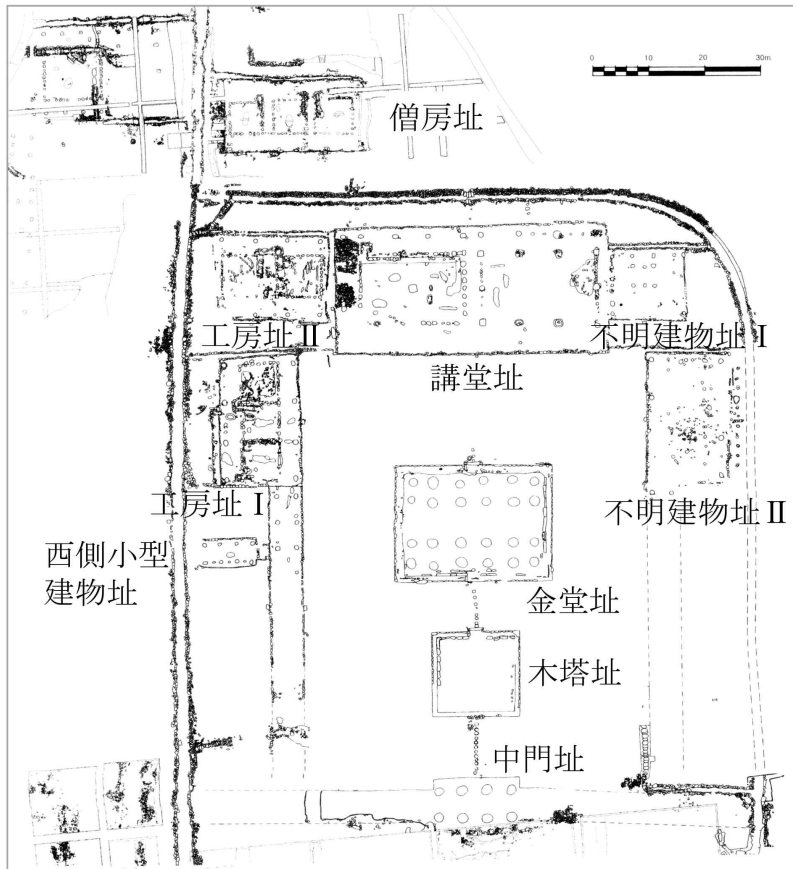 0 10 20 30m
僧房址
工房址Ⅱ
不明建物址Ⅰ
講堂址
工房址Ⅰ
不明建物址Ⅱ
西側小型
建物址
金堂址
木塔址
中門址